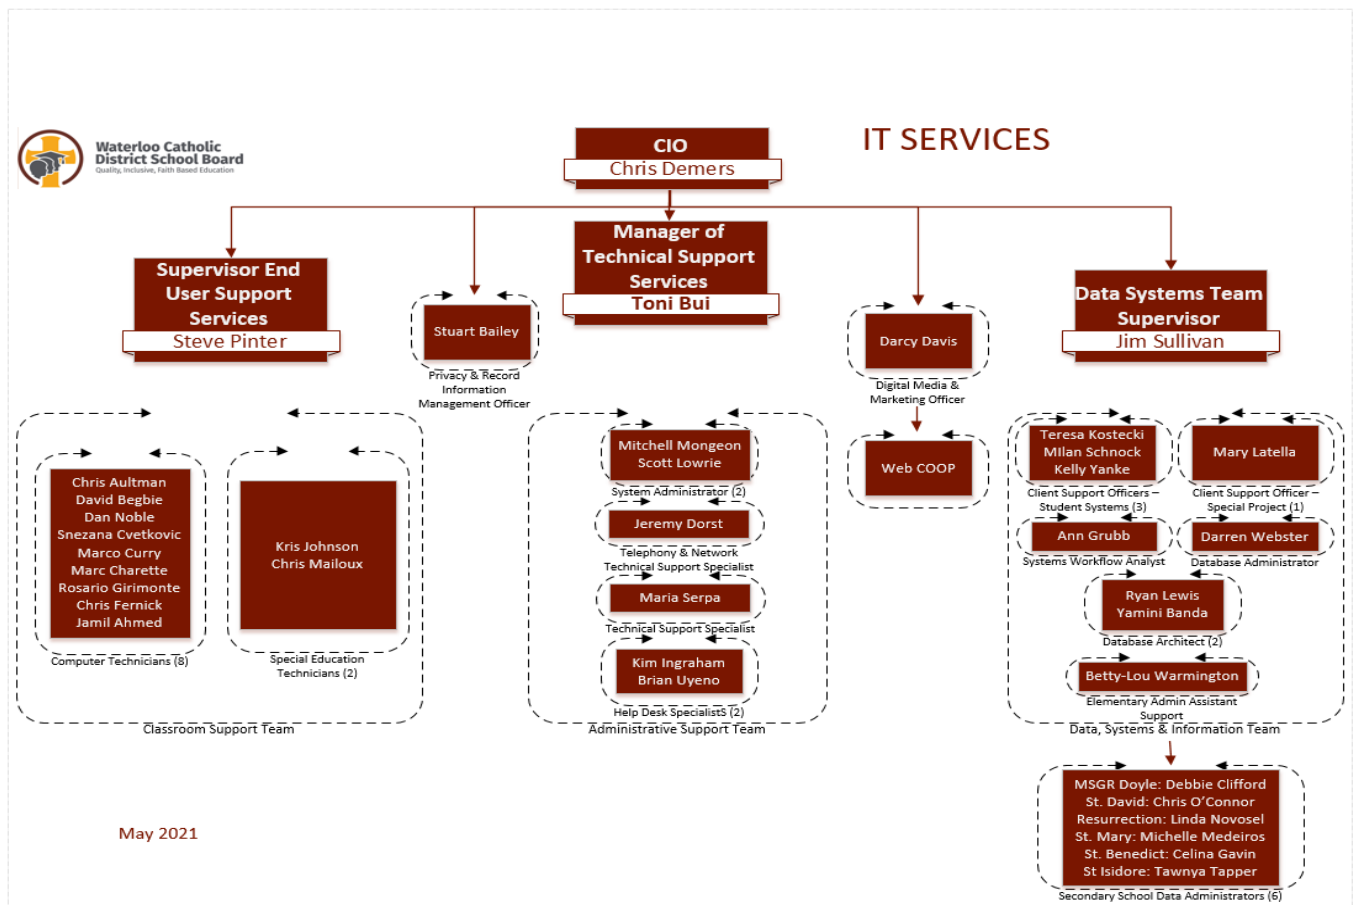 Waterloo Catholic
District School Board
Quality, Inclusive, Faith Based Education
IT SERVICES
CIO
Chris Demers
Supervisor End
User Support
Services
Steve Pinter
Stuart Bailey
Privacy & Record
Information
Management Officer
Manager of
Technical Support
Services
Toni Bui
Darcy Davis
Digital Media &
Marketing Officer
Web COOP
Data Systems Team
Supervisor
Jim Sullivan
Chris Aultman
David Begbie
Dan Noble
Snezana Cvetkovic
Marco Curry
Marc Charette
Rosario Girimonte
Chris Fernick
Jamil Ahmed
Computer Technicians (8)
Kris Johnson
Chris Mailoux
Special Education
Technicians (2)
Classroom Support Team
Mitchell Mongeon
Scott Lowrie
System Administrator (2)
Jeremy Dorst
Telephony & Network
Technical Support Specialist
Maria Serpa
Technical Support Specialist
Kim Ingraham
Brian Uyeno
Help Desk SpecialistS (2)
Administrative Support Team
Teresa Kostecki
MIlan Schnock
Kelly Yanke
Client Support Officers –
Student Systems (3)
Mary Latella
Client Support Officer –
Special Project (1)
Ann Grubb
Systems Workflow Analyst
Darren Webster
Database Administrator
Ryan Lewis
Yamini Banda
Database Architect (2)
Betty-Lou Warmington
Elementary Admin Assistant
Support
Data, Systems & Information Team
MSGR Doyle: Debbie Clifford
St. David: Chris O’Connor
Resurrection: Linda Novosel
St. Mary: Michelle Medeiros
St. Benedict: Celina Gavin
St Isidore: Tawnya Tapper
Secondary School Data Administrators (6)
May 2021